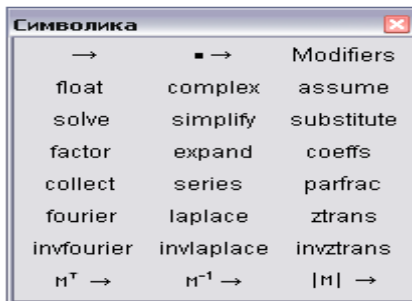 Символика
→ ▪ → Modifiers
float complex assume
solve simplify substitute
factor expand coeffs
collect series parfrac
fourier laplace ztrans
invfourier invlaplace invztrans
Mᵀ → M⁻¹ → |M| →